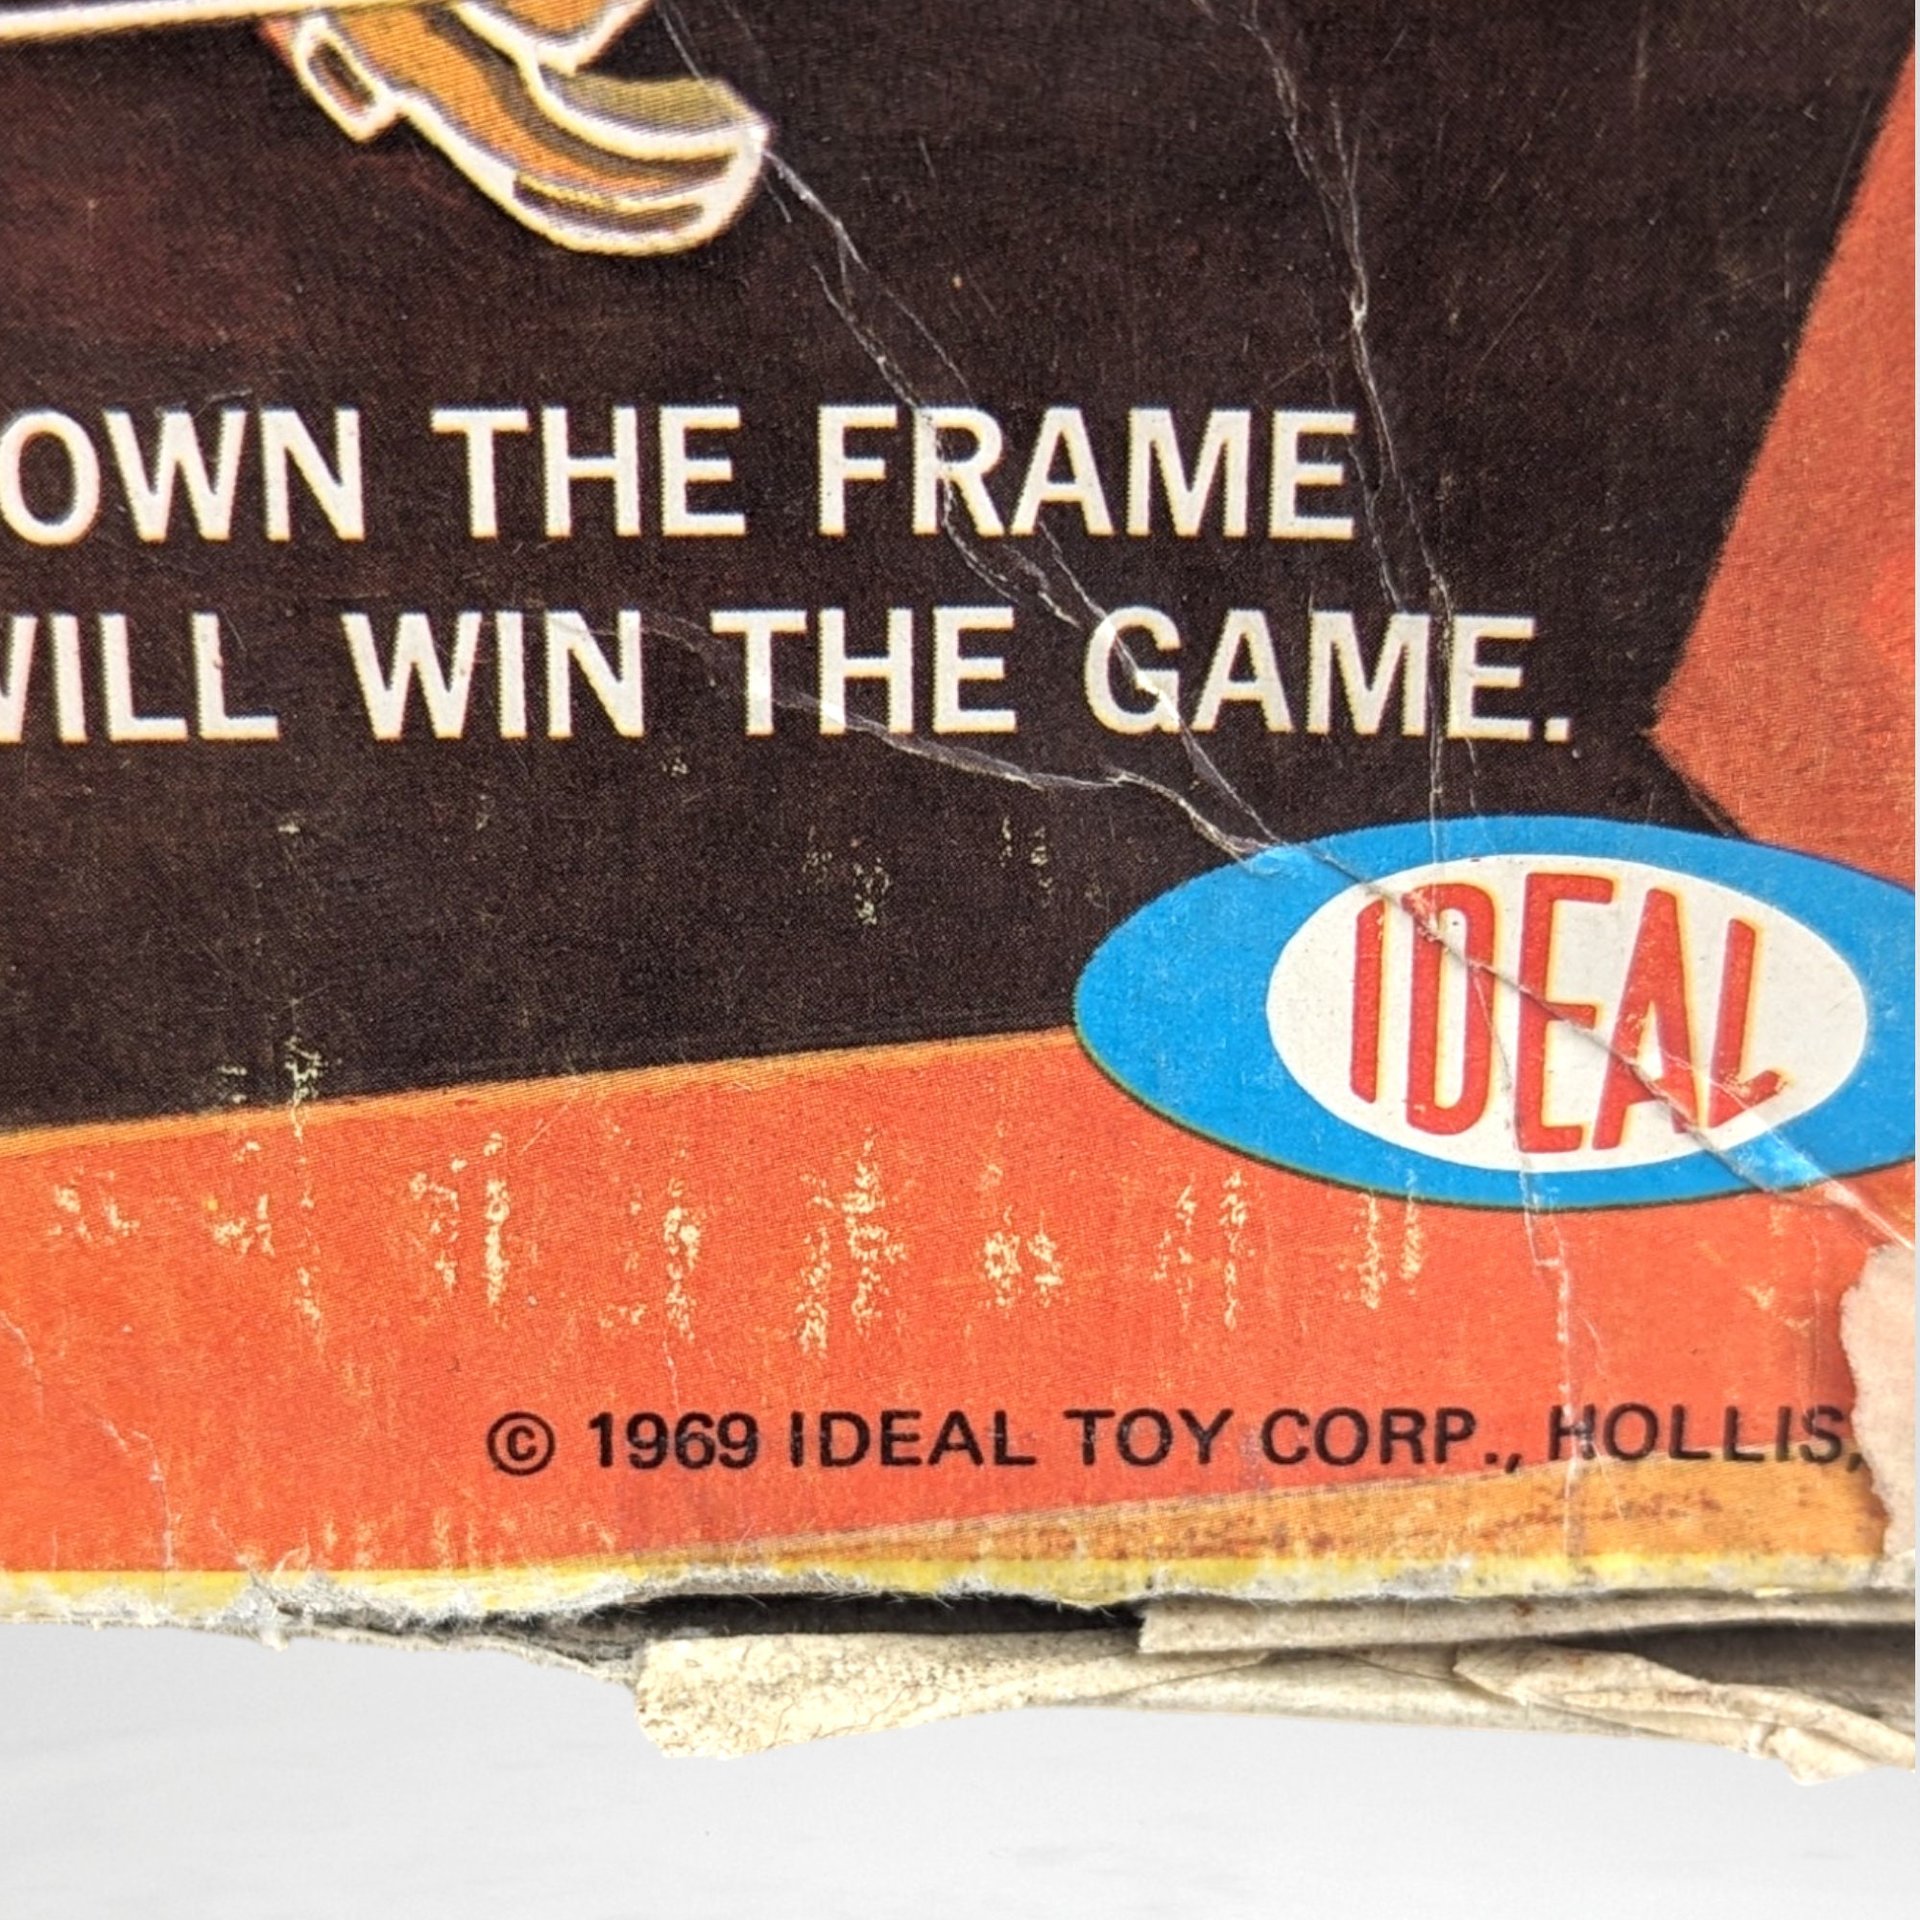 OWN THE FRAME
WILL WIN THE GAME.
IDEAL
© 1969 IDEAL TOY CORP., HOLLIS,